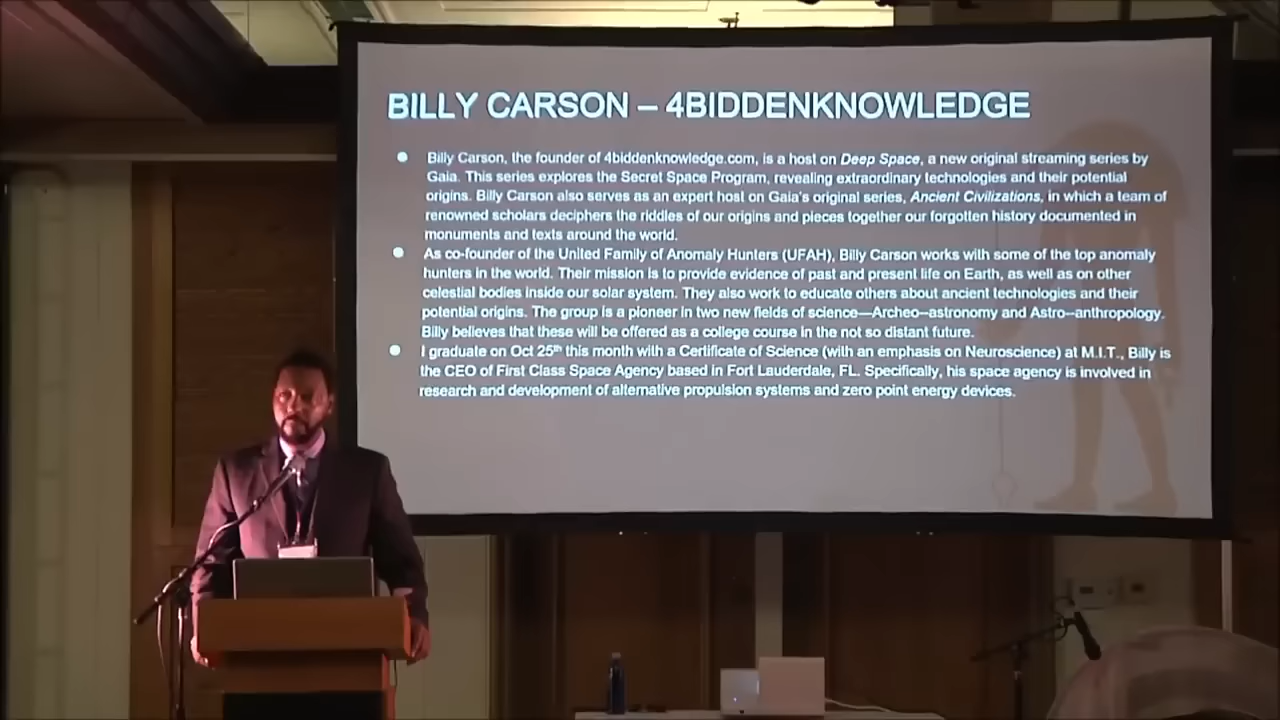 BILLY CARSON – 4BIDDENKNOWLEDGE
Billy Carson, the founder of 4biddenknowledge.com, is a host on Deep Space, a new original streaming series by
Gaia. This series explores the Secret Space Program, revealing extraordinary technologies and their potential
origins. Billy Carson also serves as an expert host on Gaia's original series, Ancient Civilizations, in which a team of
renowned scholars deciphers the riddles of our origins and pieces together our forgotten history documented in
monuments and texts around the world.
As co-founder of the United Family of Anomaly Hunters (UFAH), Billy Carson works with some of the top anomaly
hunters in the world. Their mission is to provide evidence of past and present life on Earth, as well as on other
celestial bodies inside our solar system. They also work to educate others about ancient technologies and their
potential origins. The group is a pioneer in two new fields of science—Archeo–astronomy and Astro–anthropology.
Billy believes that these will be offered as a college course in the not so distant future.
I graduate on Oct 25th this month with a Certificate of Science (with an emphasis on Neuroscience) at M.I.T., Billy is
the CEO of First Class Space Agency based in Fort Lauderdale, FL. Specifically, his space agency is involved in
research and development of alternative propulsion systems and zero point energy devices.